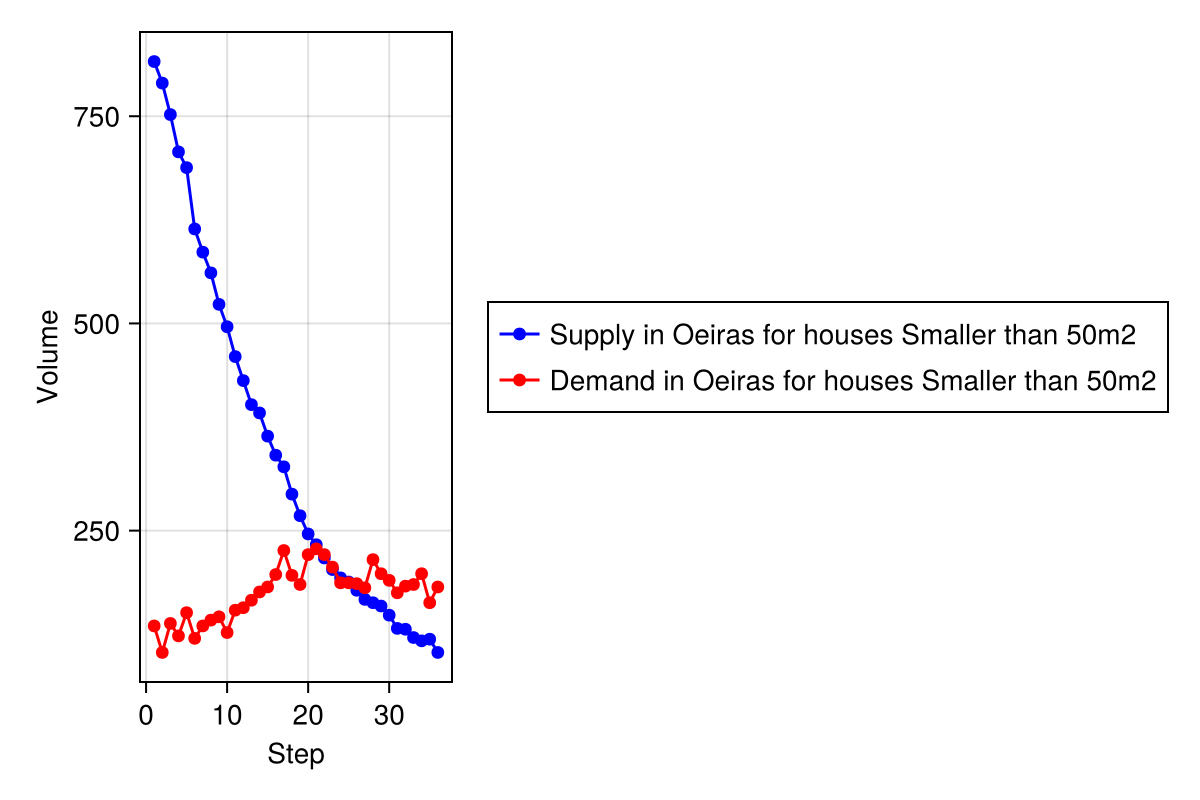 750
500
250
Volume
0 10 20 30
Step
Supply in Oeiras for houses Smaller than 50m2
Demand in Oeiras for houses Smaller than 50m2